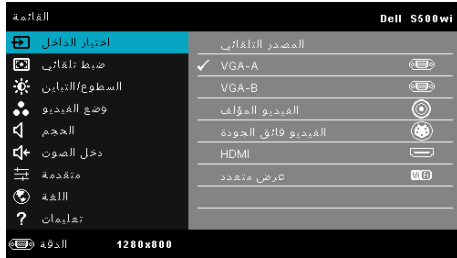 القائمة
Dell S500wi
اختيار الداخل
ضبط تلقائي
السطوع/التباين
وضع الفيديو
الحجم
دخل الصوت
متقدمة
اللغة
تعليمات
المصدر التلقائي
VGA-A
VGA-B
الفيديو المؤلف
الفيديو فائق الجودة
HDMI
عرض متعدد
WiFi
الدقة 1280x800